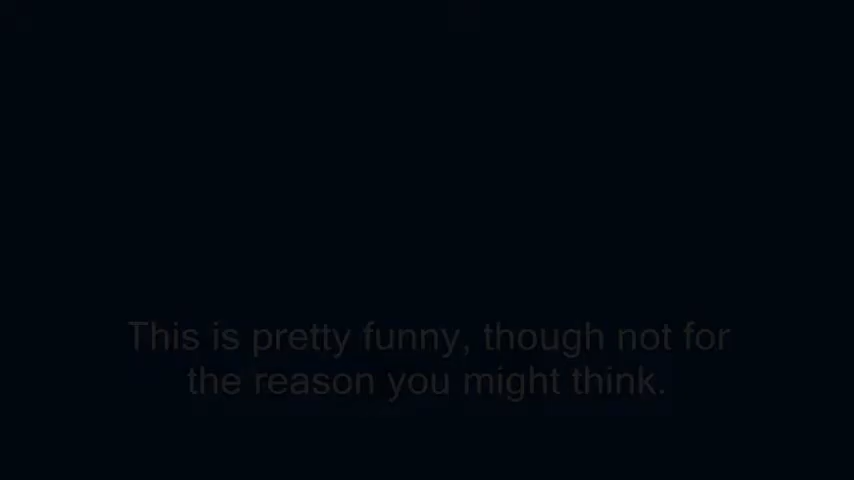 This is pretty funny, though not for
the reason you might think.